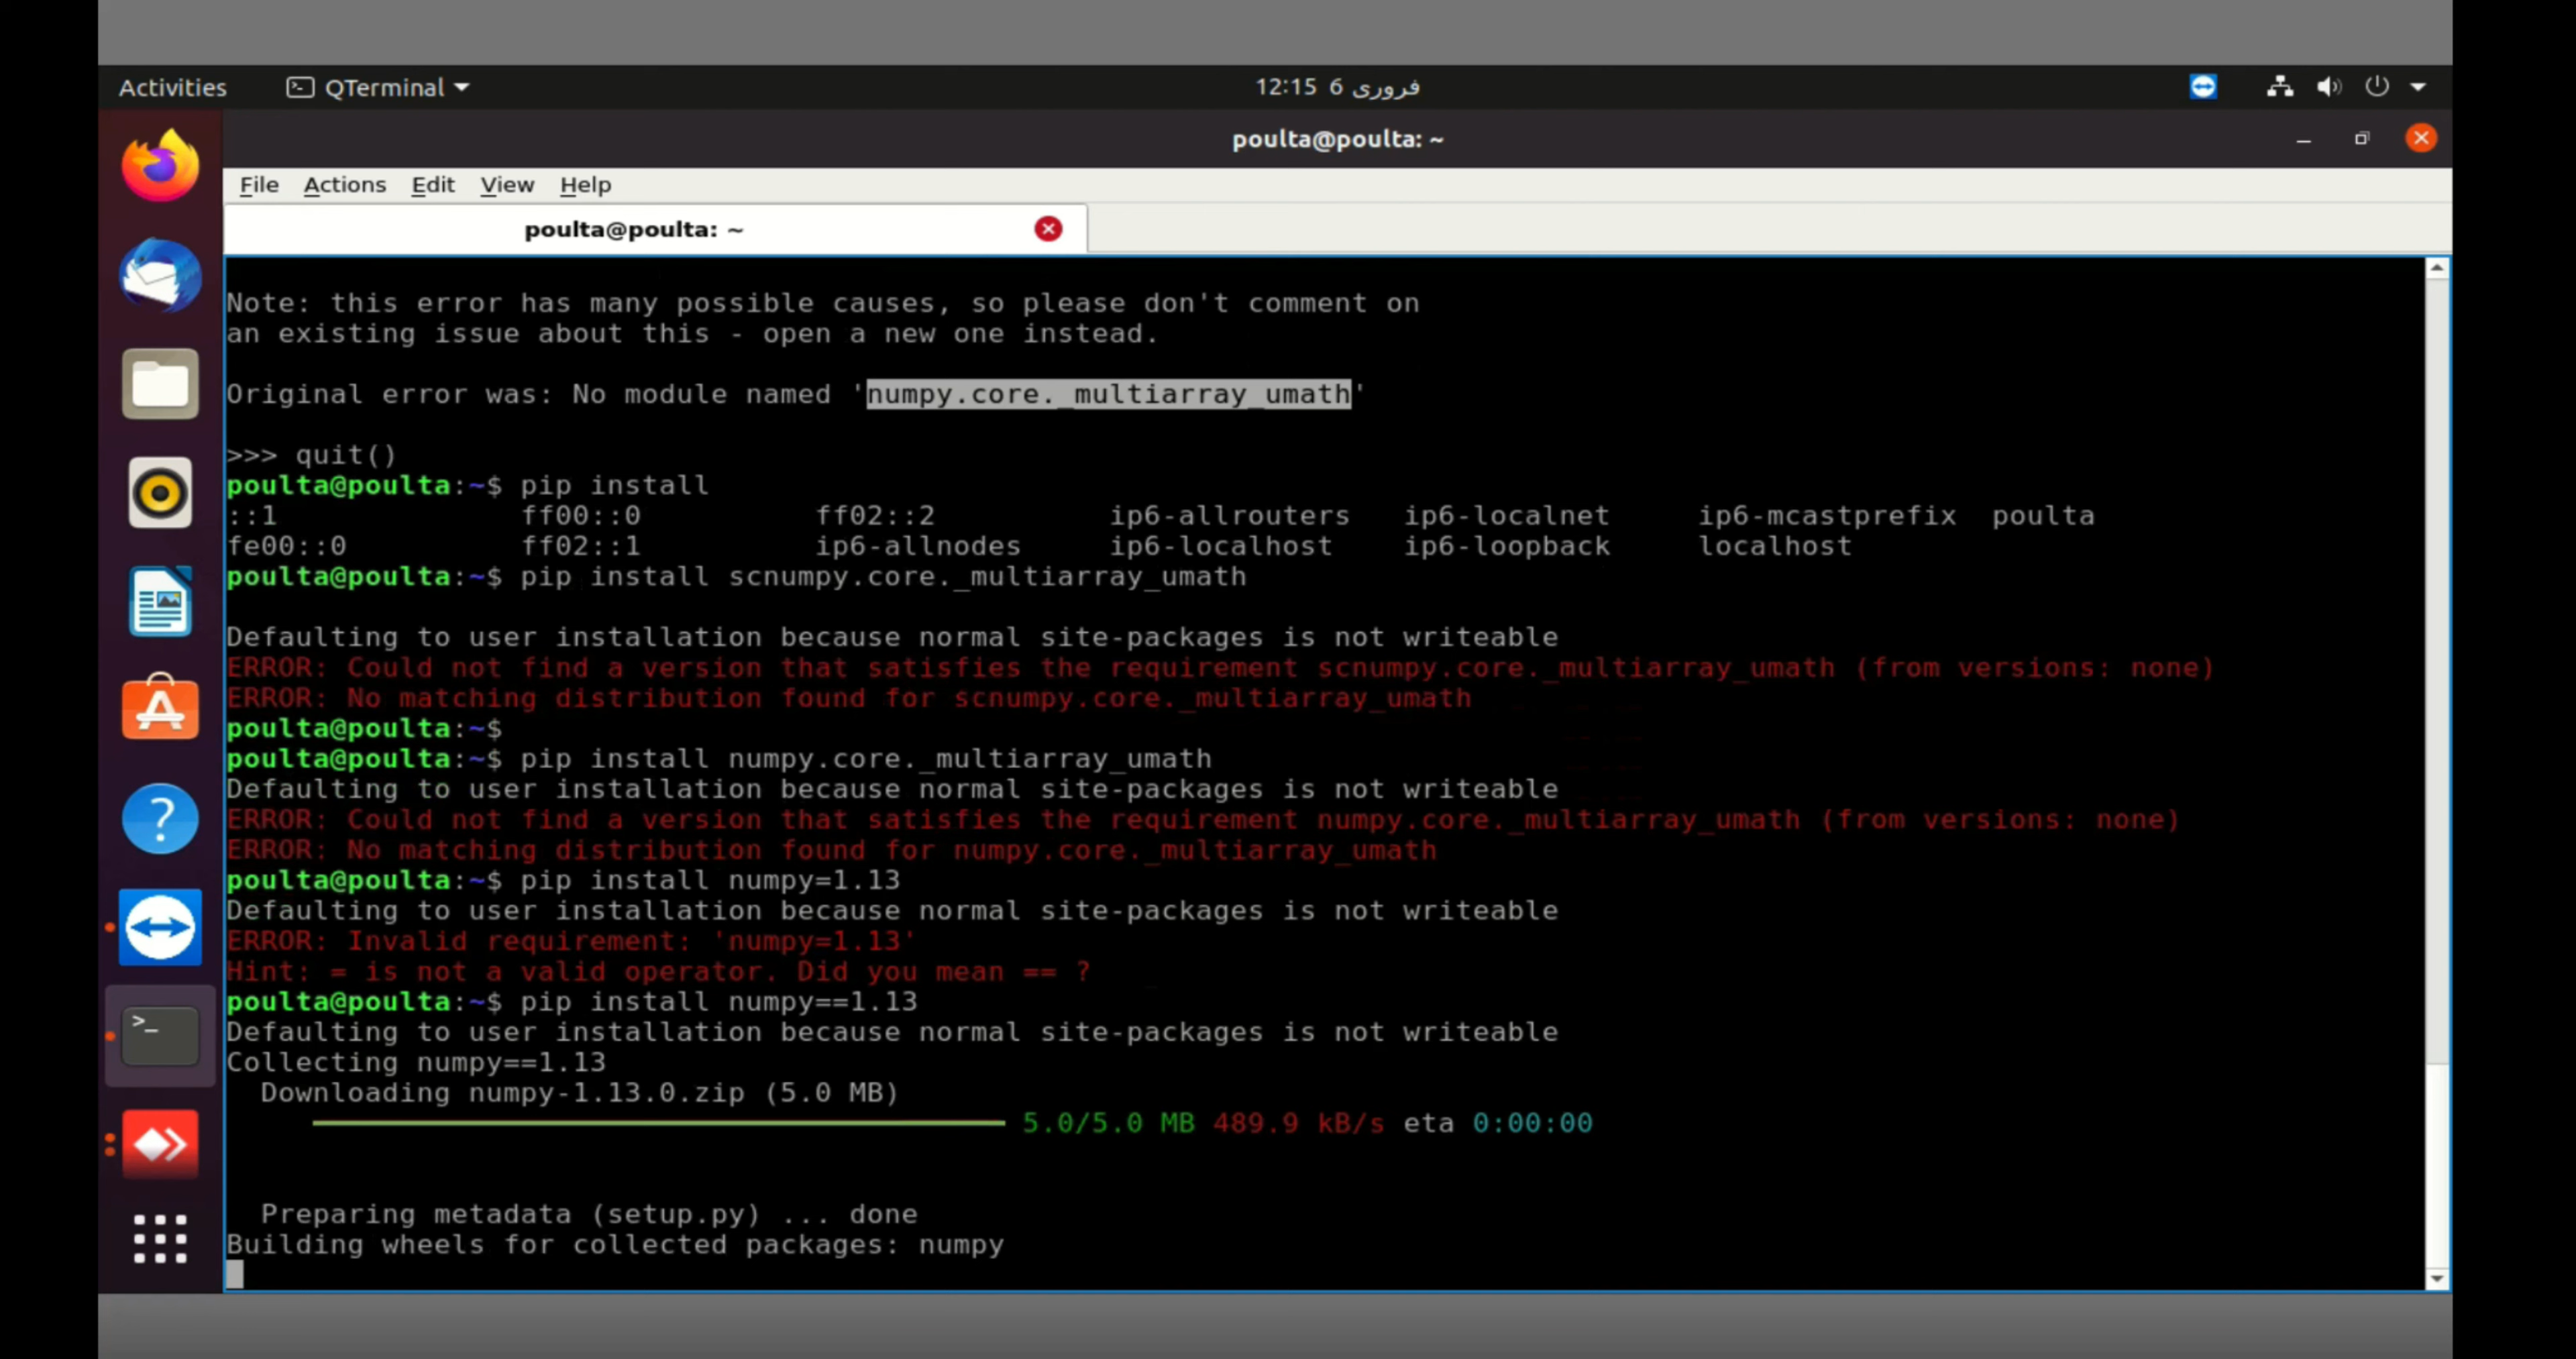 Activities QTerminal 12:15 6 فروری
poulta@poulta: ~
File Actions Edit View Help
poulta@poulta: ~
Note: this error has many possible causes, so please don't comment on
an existing issue about this - open a new one instead.
Original error was: No module named 'numpy.core._multiarray_umath'
>>> quit()
poulta@poulta:~$ pip install
::1 ff00::0 ff02::2 ip6-allrouters ip6-localnet ip6-mcastprefix poulta
fe00::0 ff02::1 ip6-allnodes ip6-localhost ip6-loopback localhost
poulta@poulta:~$ pip install scnumpy.core._multiarray_umath
Defaulting to user installation because normal site-packages is not writeable
ERROR: Could not find a version that satisfies the requirement scnumpy.core._multiarray_umath (from versions: none)
ERROR: No matching distribution found for scnumpy.core._multiarray_umath
poulta@poulta:~$
poulta@poulta:~$ pip install numpy.core._multiarray_umath
Defaulting to user installation because normal site-packages is not writeable
ERROR: Could not find a version that satisfies the requirement numpy.core._multiarray_umath (from versions: none)
ERROR: No matching distribution found for numpy.core._multiarray_umath
poulta@poulta:~$ pip install numpy=1.13
Defaulting to user installation because normal site-packages is not writeable
ERROR: Invalid requirement: 'numpy=1.13'
Hint: = is not a valid operator. Did you mean == ?
poulta@poulta:~$ pip install numpy==1.13
Defaulting to user installation because normal site-packages is not writeable
Collecting numpy==1.13
Downloading numpy-1.13.0.zip (5.0 MB)
5.0/5.0 MB 489.9 kB/s eta 0:00:00
Preparing metadata (setup.py) ... done
Building wheels for collected packages: numpy